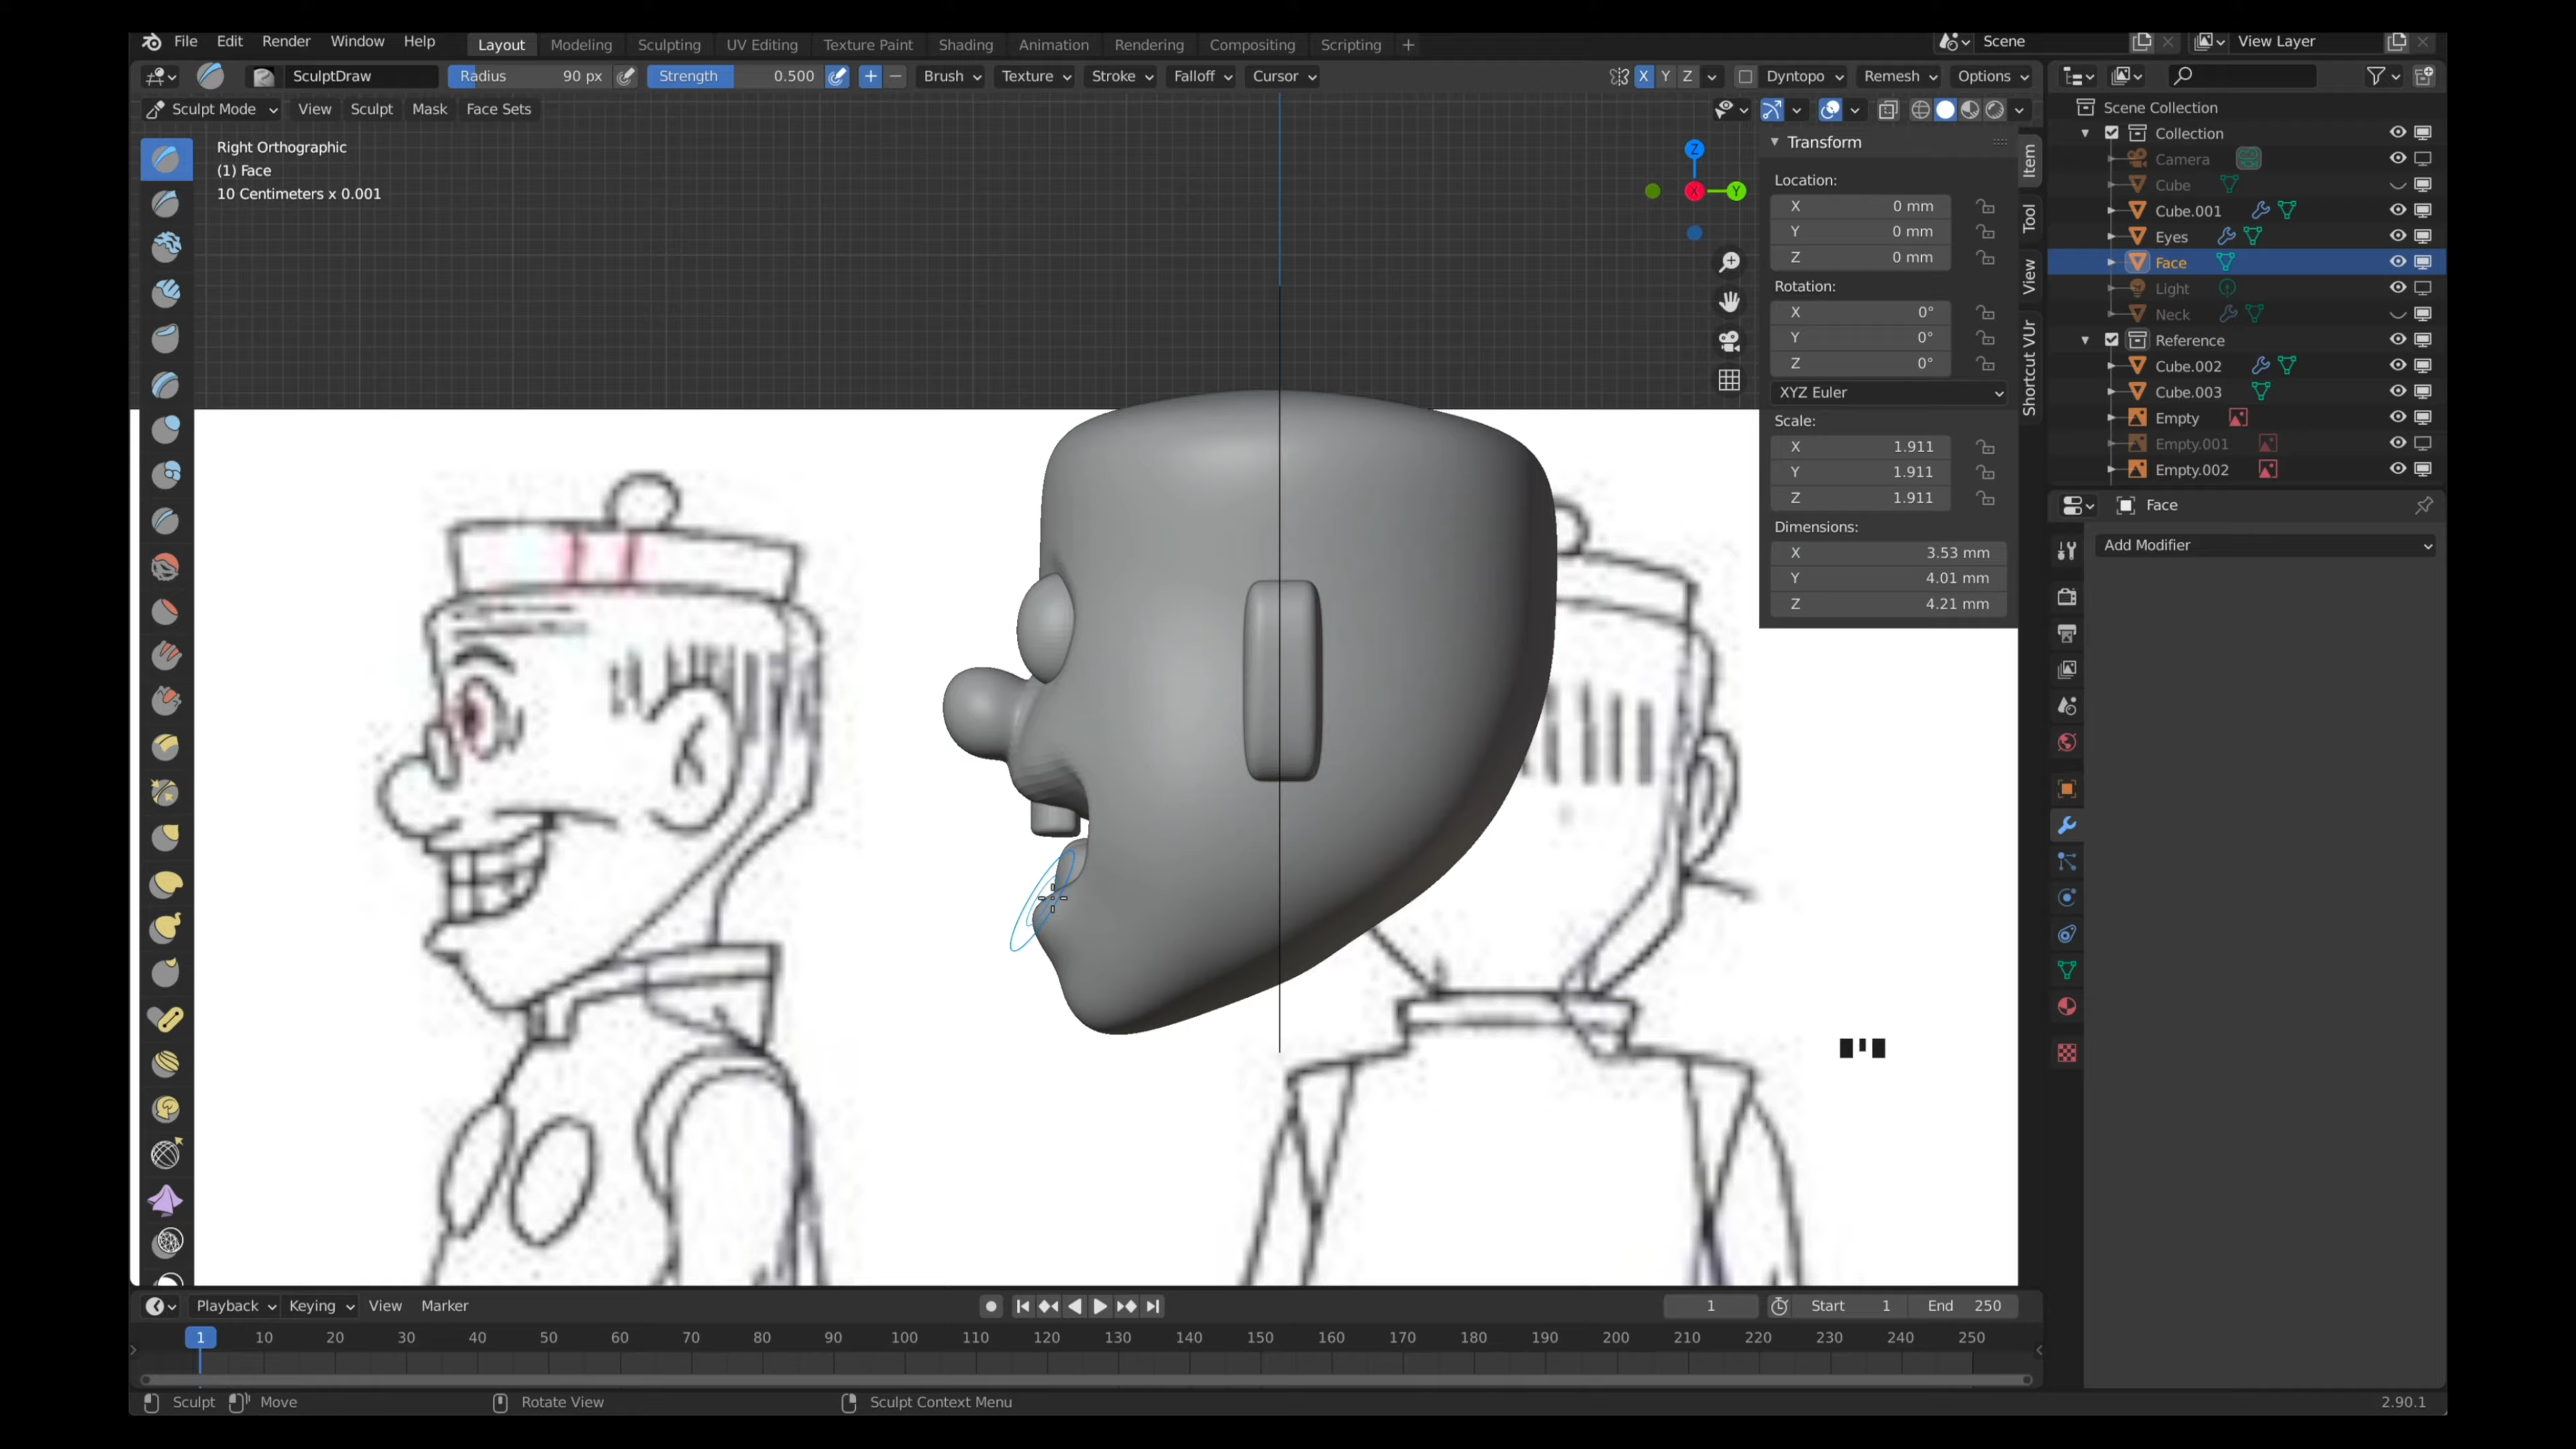 File Edit Render Window Help Layout Modeling Sculpting UV Editing Texture Paint Shading Animation Rendering Compositing Scripting + Scene View Layer
SculptDraw Radius 90 px Strength 0.500 + − Brush Texture Stroke Falloff Cursor X Y Z Dyntopo Remesh Options
Sculpt Mode View Sculpt Mask Face Sets
Right Orthographic
(1) Face
10 Centimeters x 0.001
Z
X
Y
Transform
Location:
X 0 mm
Y 0 mm
Z 0 mm
Rotation:
X 0°
Y 0°
Z 0°
XYZ Euler
Scale:
X 1.911
Y 1.911
Z 1.911
Dimensions:
X 3.53 mm
Y 4.01 mm
Z 4.21 mm
Item
Tool
View
Shortcut VUr
Scene Collection
Collection
Camera
Cube
Cube.001
Eyes
Face
Light
Neck
Reference
Cube.002
Cube.003
Empty
Empty.001
Empty.002
Face
Add Modifier
Playback Keying View Marker 1 Start 1 End 250
1 10 20 30 40 50 60 70 80 90 100 110 120 130 140 150 160 170 180 190 200 210 220 230 240 250
Sculpt Move Rotate View Sculpt Context Menu 2.90.1